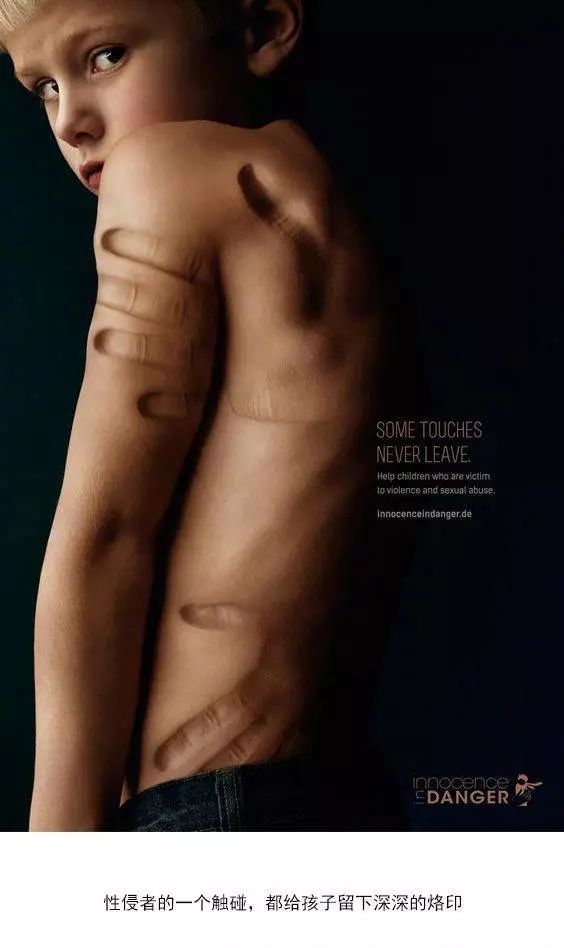 SOME TOUCHES
NEVER LEAVE.
Help children who are victim
to violence and sexual abuse.
innocenceindanger.de
innocence
IN DANGER
性侵者的一个触碰，都给孩子留下深深的烙印